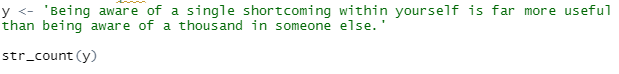 y <- 'Being aware of a single shortcoming within yourself is far more useful
than being aware of a thousand in someone else.'
str_count(y)